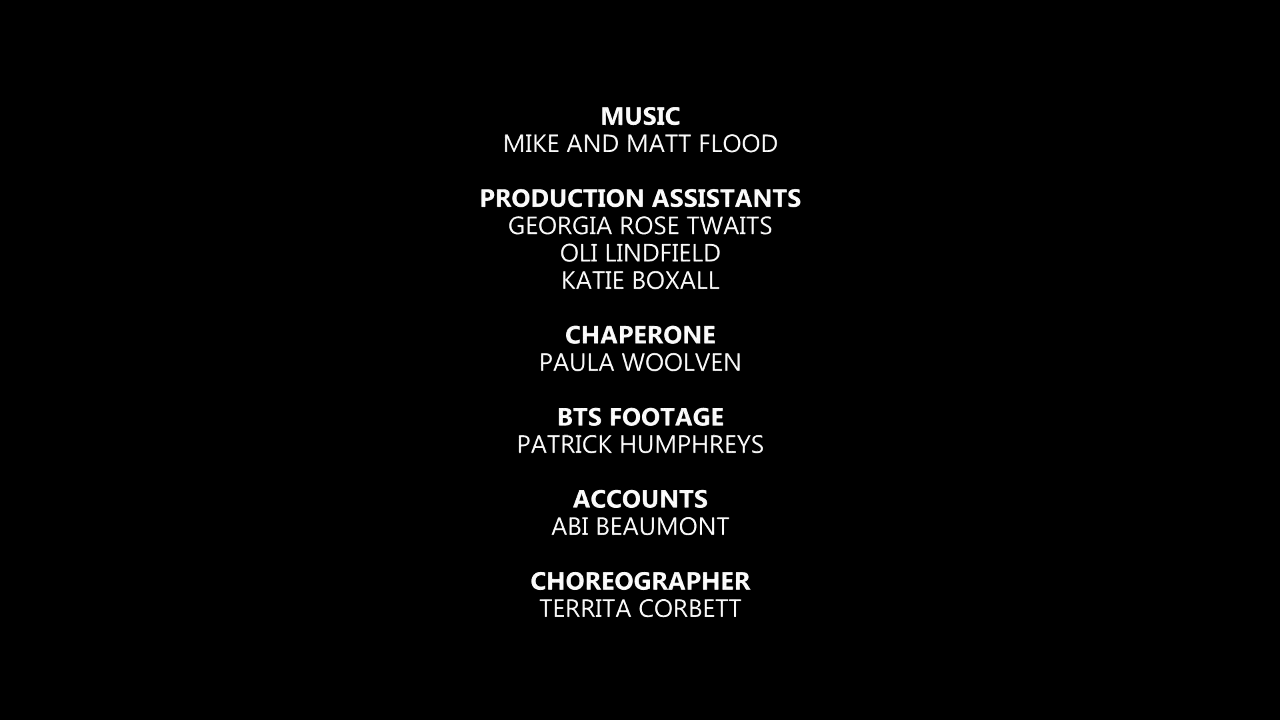 MUSIC
MIKE AND MATT FLOOD
PRODUCTION ASSISTANTS
GEORGIA ROSE TWAITS
OLI LINDFIELD
KATIE BOXALL
CHAPERONE
PAULA WOOLVEN
BTS FOOTAGE
PATRICK HUMPHREYS
ACCOUNTS
ABI BEAUMONT
CHOREOGRAPHER
TERRITA CORBETT